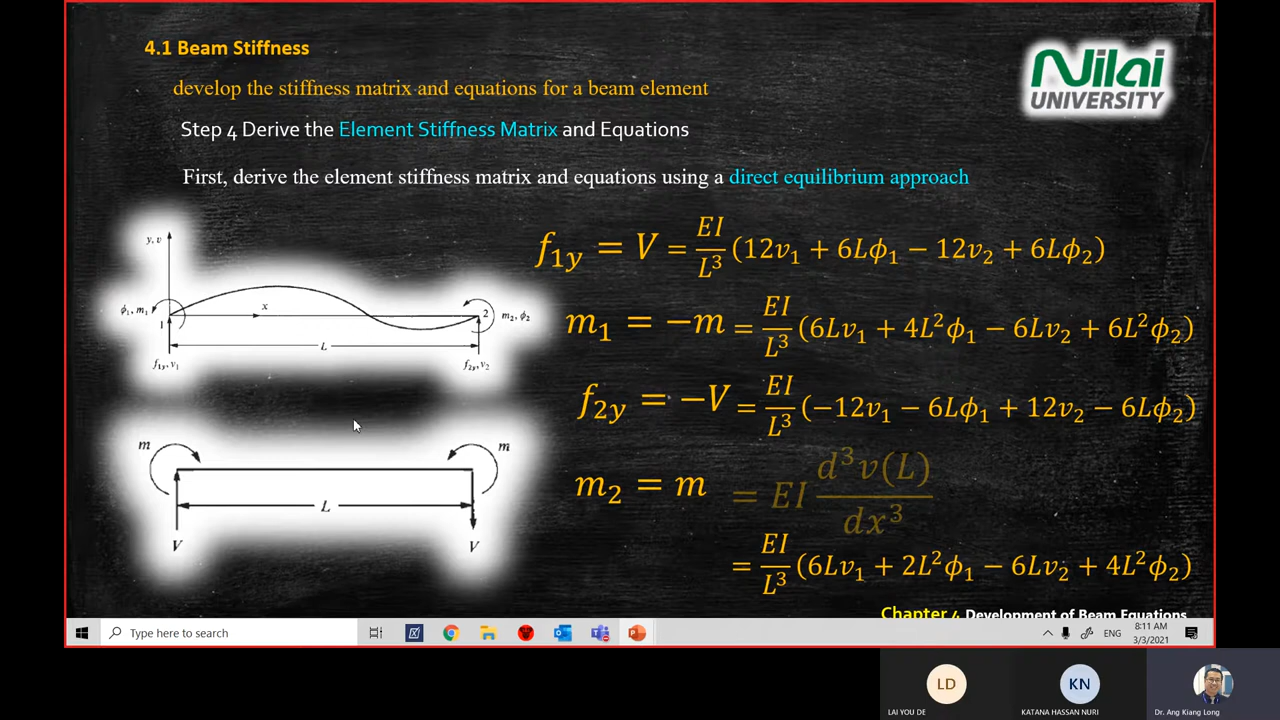 4.1 Beam Stiffness
Nilai
UNIVERSITY
develop the stiffness matrix and equations for a beam element
Step 4 Derive the Element Stiffness Matrix and Equations
First, derive the element stiffness matrix and equations using a direct equilibrium approach
y, v
ϕ₁, m₁
1
x
2
m₂, ϕ₂
L
f₁y, v₁
f₂y, v₂
m
m
L
V
V
f₁y = V = EI/L³ (12v₁ + 6Lϕ₁ − 12v₂ + 6Lϕ₂)
m₁ = −m = EI/L³ (6Lv₁ + 4L²ϕ₁ − 6Lv₂ + 6L²ϕ₂)
f₂y = −V = EI/L³ (−12v₁ − 6Lϕ₁ + 12v₂ − 6Lϕ₂)
m₂ = m = EI d³v(L)/dx³
= EI/L³ (6Lv₁ + 2L²ϕ₁ − 6Lv₂ + 4L²ϕ₂)
Chapter 4 Development of Beam Equations
Type here to search
ENG
8:11 AM
3/3/2021
LD
LAI YOU DE
KN
KATANA HASSAN NURI
Dr. Ang Kiang Long